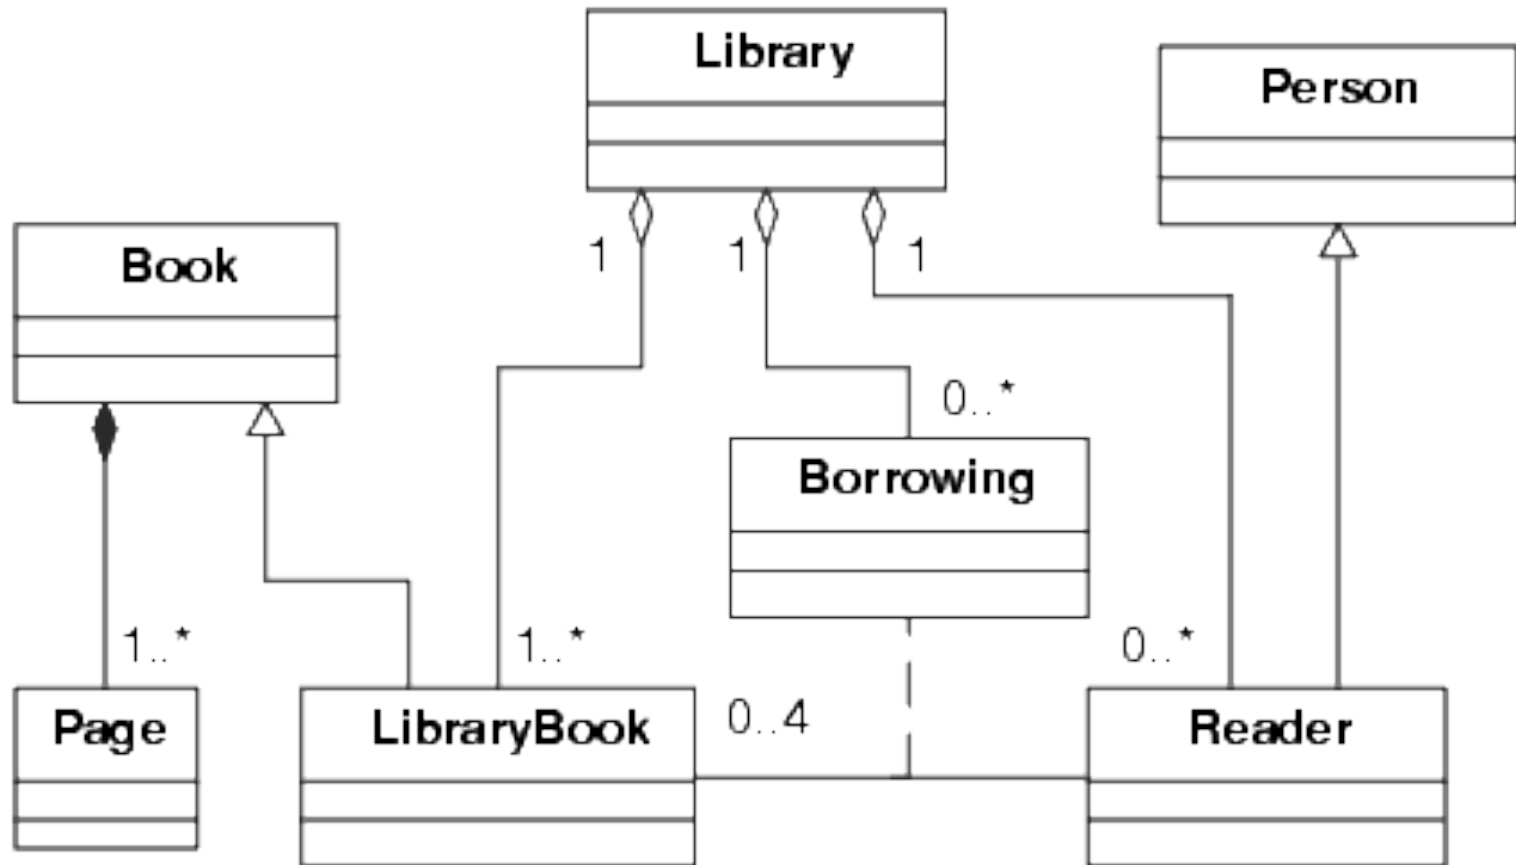 Library
Person
Book
1
1
1
0..*
Borrowing
1..*
1..*
0..*
Page
LibraryBook
0..4
Reader